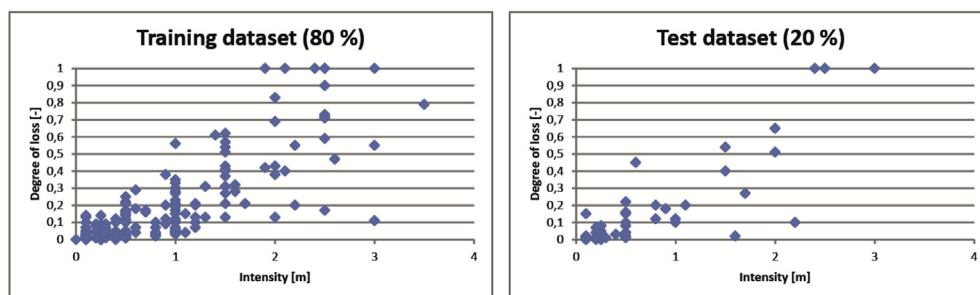 Training dataset (80 %)
Degree of loss [-]
1
0,9
0,8
0,7
0,6
0,5
0,4
0,3
0,2
0,1
0
0 1 2 3 4
Intensity [m]
Test dataset (20 %)
Degree of loss [-]
1
0,9
0,8
0,7
0,6
0,5
0,4
0,3
0,2
0,1
0
0 1 2 3 4
Intensity [m]